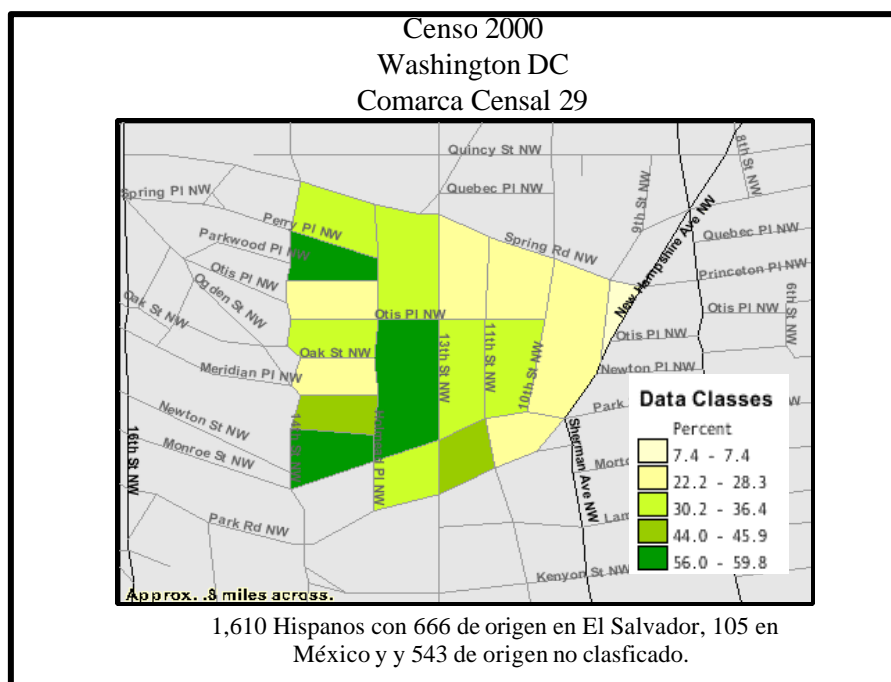 Censo 2000
Washington DC
Comarca Censal 29
Quincy St NW
8th St NW
Spring Pl NW
Quebec Pl NW
9th St NW
Perry Pl NW
New Hampshire Ave NW
Parkwood Pl NW
Spring Rd NW
Quebec Pl NW
Otis Pl NW
Princeton Pl NW
Ogden St NW
Oak St NW
Otis Pl NW
Otis Pl NW
6th St NW
Otis Pl NW
13th St NW
11th St NW
10th St NW
Oak St NW
Newton Pl NW
Meridian Pl NW
Park
Data Classes
Newton St NW
Percent
14th St NW
Pl NW
Sherman Ave NW
16th St NW
Monroe St NW
7.4 - 7.4
22.2 - 28.3
30.2 - 36.4
44.0 - 45.9
56.0 - 59.8
Park Rd NW
Kenyon St NW
Approx. .8 miles across.
1,610 Hispanos con 666 de origen en El Salvador, 105 en
México y y 543 de origen no clasficado.